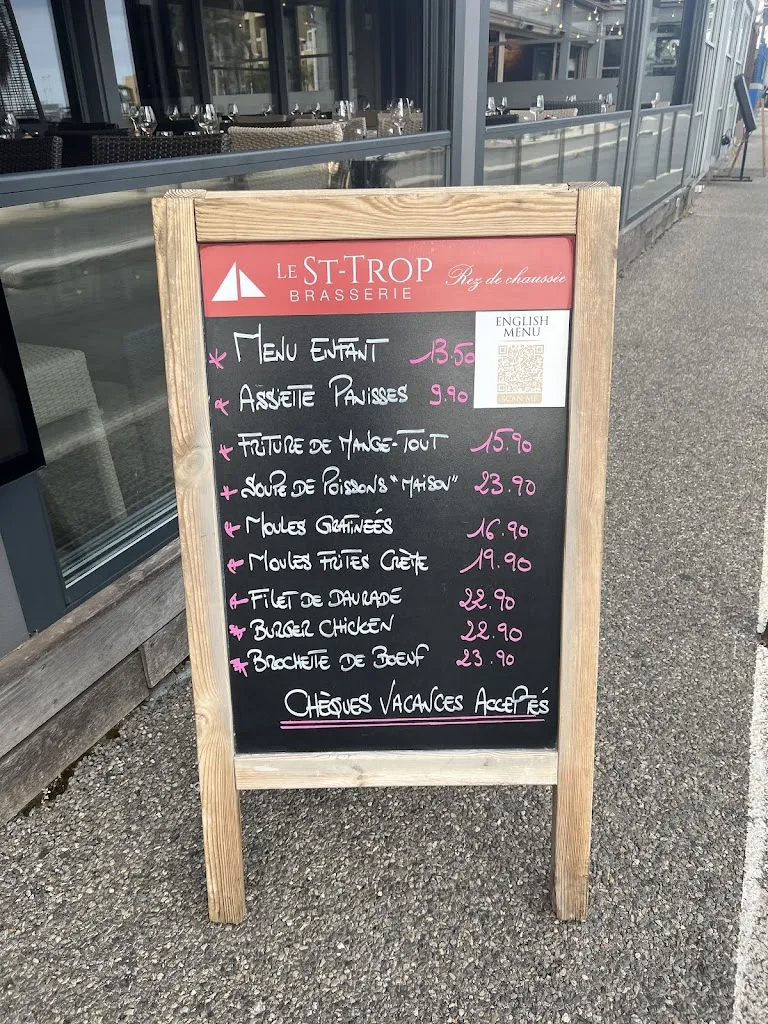 LE ST-TROP
BRASSERIE
Rez de chaussée
ENGLISH
MENU
SCAN ME
MENU ENFANT 13.50
ASSIETTE PANISSES 9.90
FRITURE DE MANGE-TOUT 15.90
SOUPE DE POISSONS "MAISON" 23.90
MOULES GRATINEÉS 16.90
MOULES FRITES CRÈME 19.90
FILET DE DAURADE 22.90
BURGER CHICKEN 22.90
BROCHETTE DE BOEUF 23.90
CHÈQUES VACANCES ACCEPTÉS